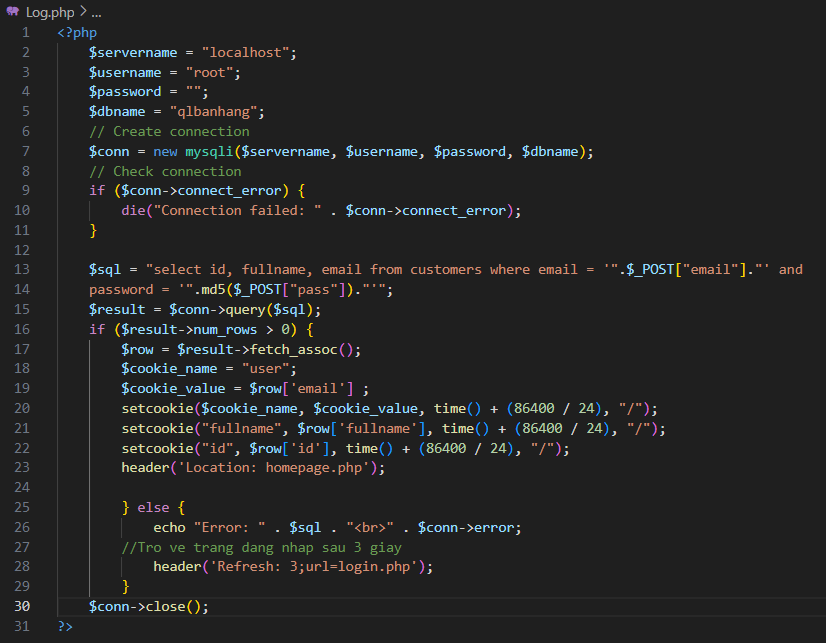 Log.php > ...
1 <?php
2 $servername = "localhost";
3 $username = "root";
4 $password = "";
5 $dbname = "qlbanhang";
6 // Create connection
7 $conn = new mysqli($servername, $username, $password, $dbname);
8 // Check connection
9 if ($conn->connect_error) {
10 die("Connection failed: " . $conn->connect_error);
11 }
12
13 $sql = "select id, fullname, email from customers where email = '".$_POST["email"]."' and
14 password = '".md5($_POST["pass"])."'";
15 $result = $conn->query($sql);
16 if ($result->num_rows > 0) {
17 $row = $result->fetch_assoc();
18 $cookie_name = "user";
19 $cookie_value = $row['email'] ;
20 setcookie($cookie_name, $cookie_value, time() + (86400 / 24), "/");
21 setcookie("fullname", $row['fullname'], time() + (86400 / 24), "/");
22 setcookie("id", $row['id'], time() + (86400 / 24), "/");
23 header('Location: homepage.php');
24
25 } else {
26 echo "Error: " . $sql . "<br>" . $conn->error;
27 //Tro ve trang dang nhap sau 3 giay
28 header('Refresh: 3;url=login.php');
29 }
30 $conn->close();
31 ?>